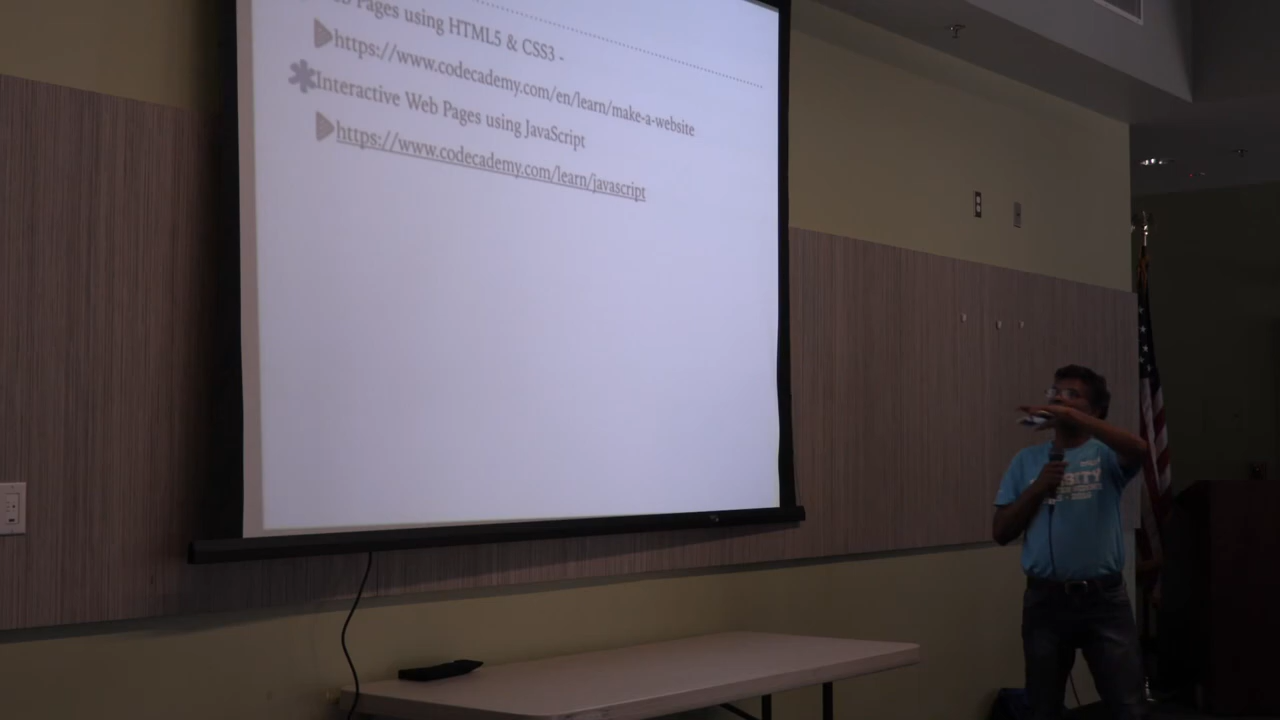 Pages using HTML5 & CSS3 -
https://www.codecademy.com/en/learn/make-a-website
Interactive Web Pages using JavaScript
https://www.codecademy.com/learn/javascript